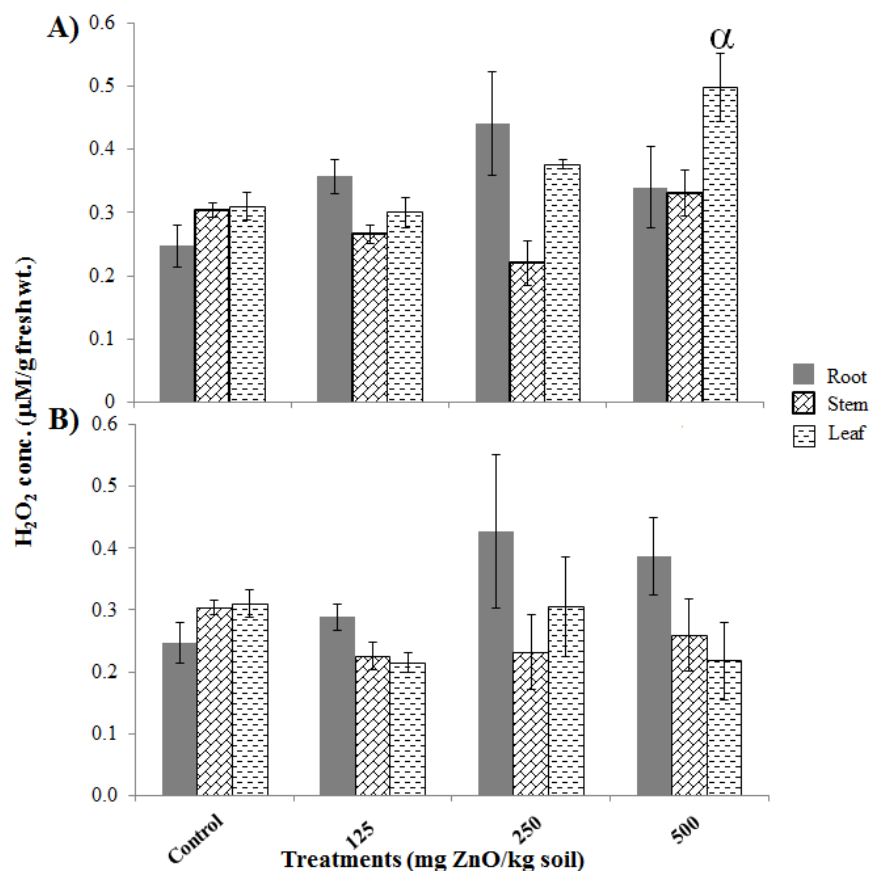 A)
0.6
α
0.5
0.4
0.3
0.2
0.1
0
H₂O₂ conc. (µM/g fresh wt.)
Root
Stem
Leaf
B)
0.6
0.5
0.4
0.3
0.2
0.1
0.0
Control
125
250
500
Treatments (mg ZnO/kg soil)